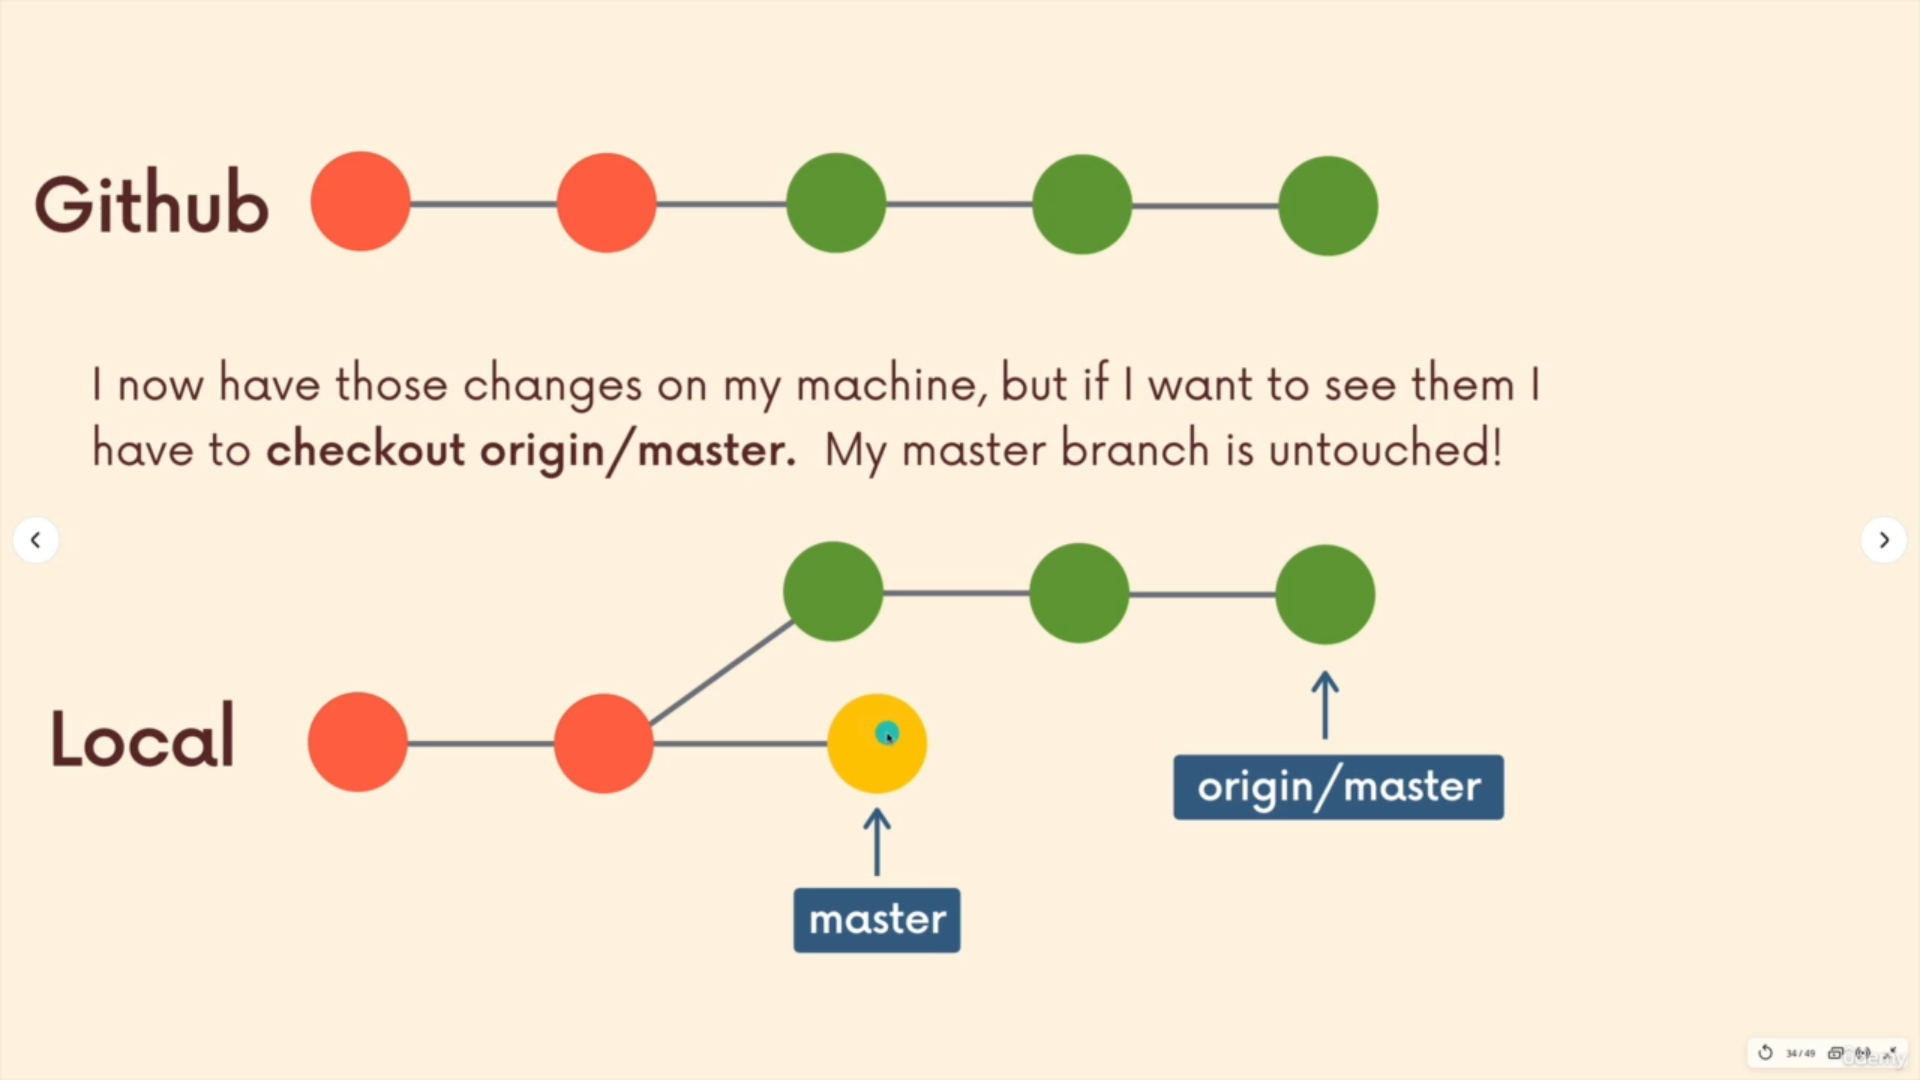 Github
I now have those changes on my machine, but if I want to see them I
have to checkout origin/master. My master branch is untouched!
Local
origin/master
master
34 / 49
ûdemy